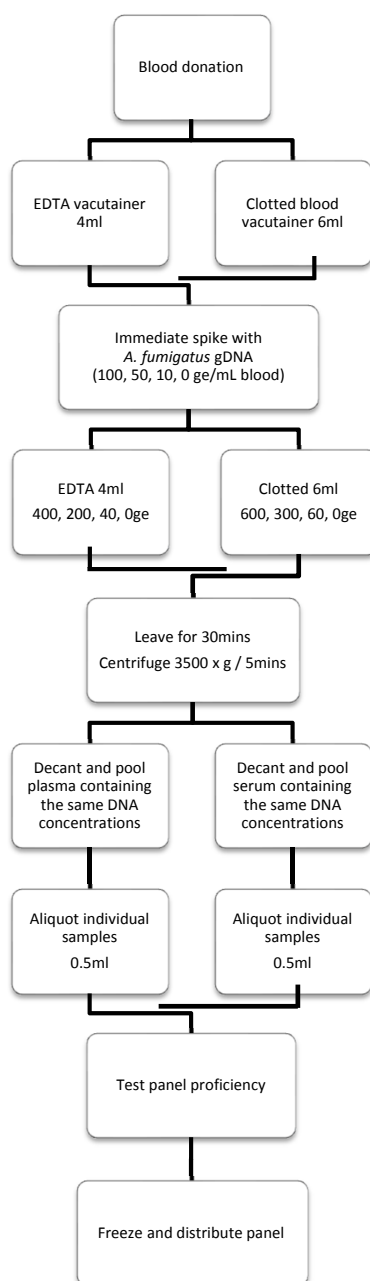 Blood donation
EDTA vacutainer
4ml
Clotted blood
vacutainer 6ml
Immediate spike with
A. fumigatus gDNA
(100, 50, 10, 0 ge/mL blood)
EDTA 4ml
400, 200, 40, 0ge
Clotted 6ml
600, 300, 60, 0ge
Leave for 30mins
Centrifuge 3500 x g / 5mins
Decant and pool
plasma containing
the same DNA
concentrations
Decant and pool
serum containing
the same DNA
concentrations
Aliquot individual
samples
0.5ml
Aliquot individual
samples
0.5ml
Test panel proficiency
Freeze and distribute panel